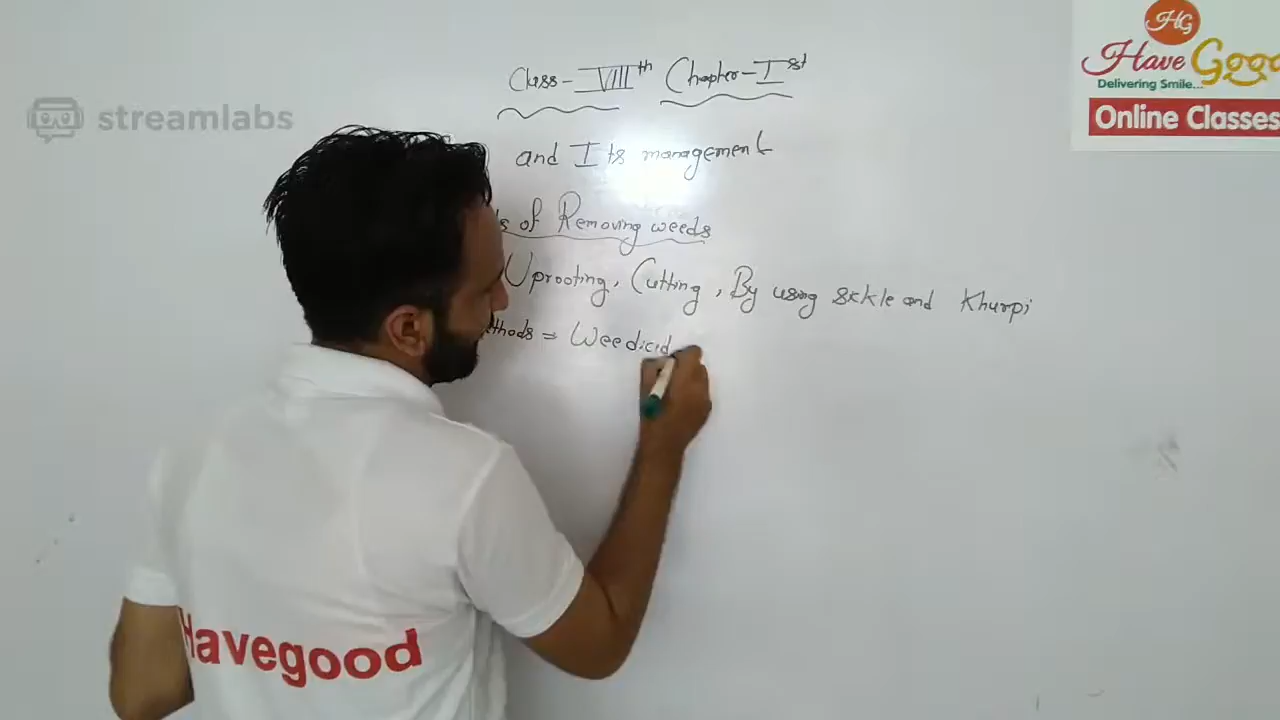 Class-VIIIth Chapter-Ist
and Its management
of Removing weeds
Uprooting, Cutting, By using sickle and Khurpi
= Weedicid
streamlabs
HG
Have Good
Delivering Smile...
Online Classes
Havegood